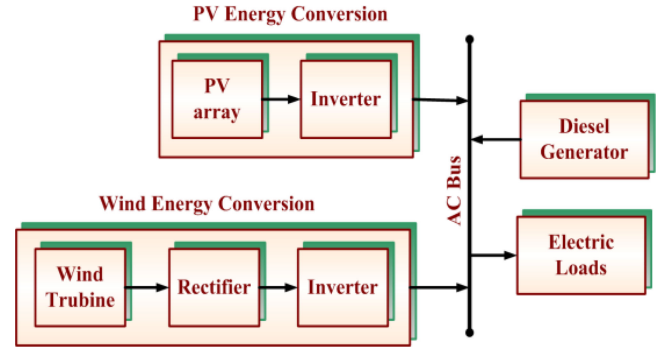 PV Energy Conversion
PV
array
Inverter
Diesel
Generator
AC Bus
Wind Energy Conversion
Wind
Trubine
Rectifier
Inverter
Electric
Loads